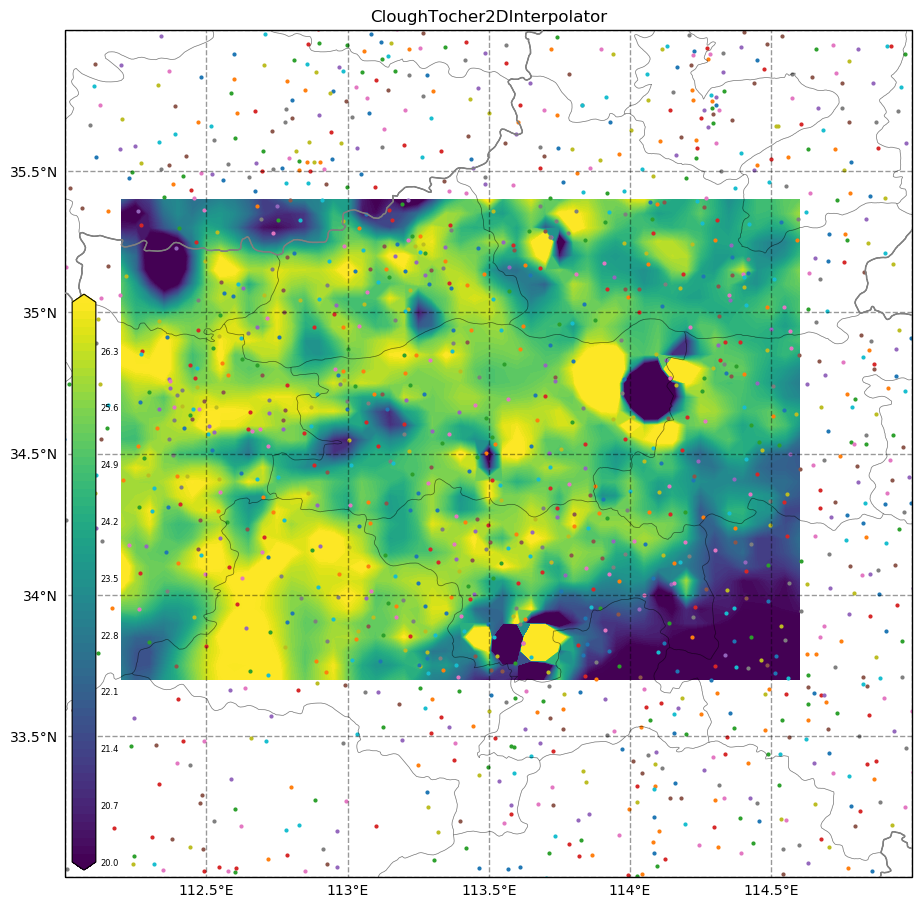 CloughTocher2DInterpolator
35.5°N
35°N
34.5°N
34°N
33.5°N
26.3
25.6
24.9
24.2
23.5
22.8
22.1
21.4
20.7
20.0
112.5°E
113°E
113.5°E
114°E
114.5°E